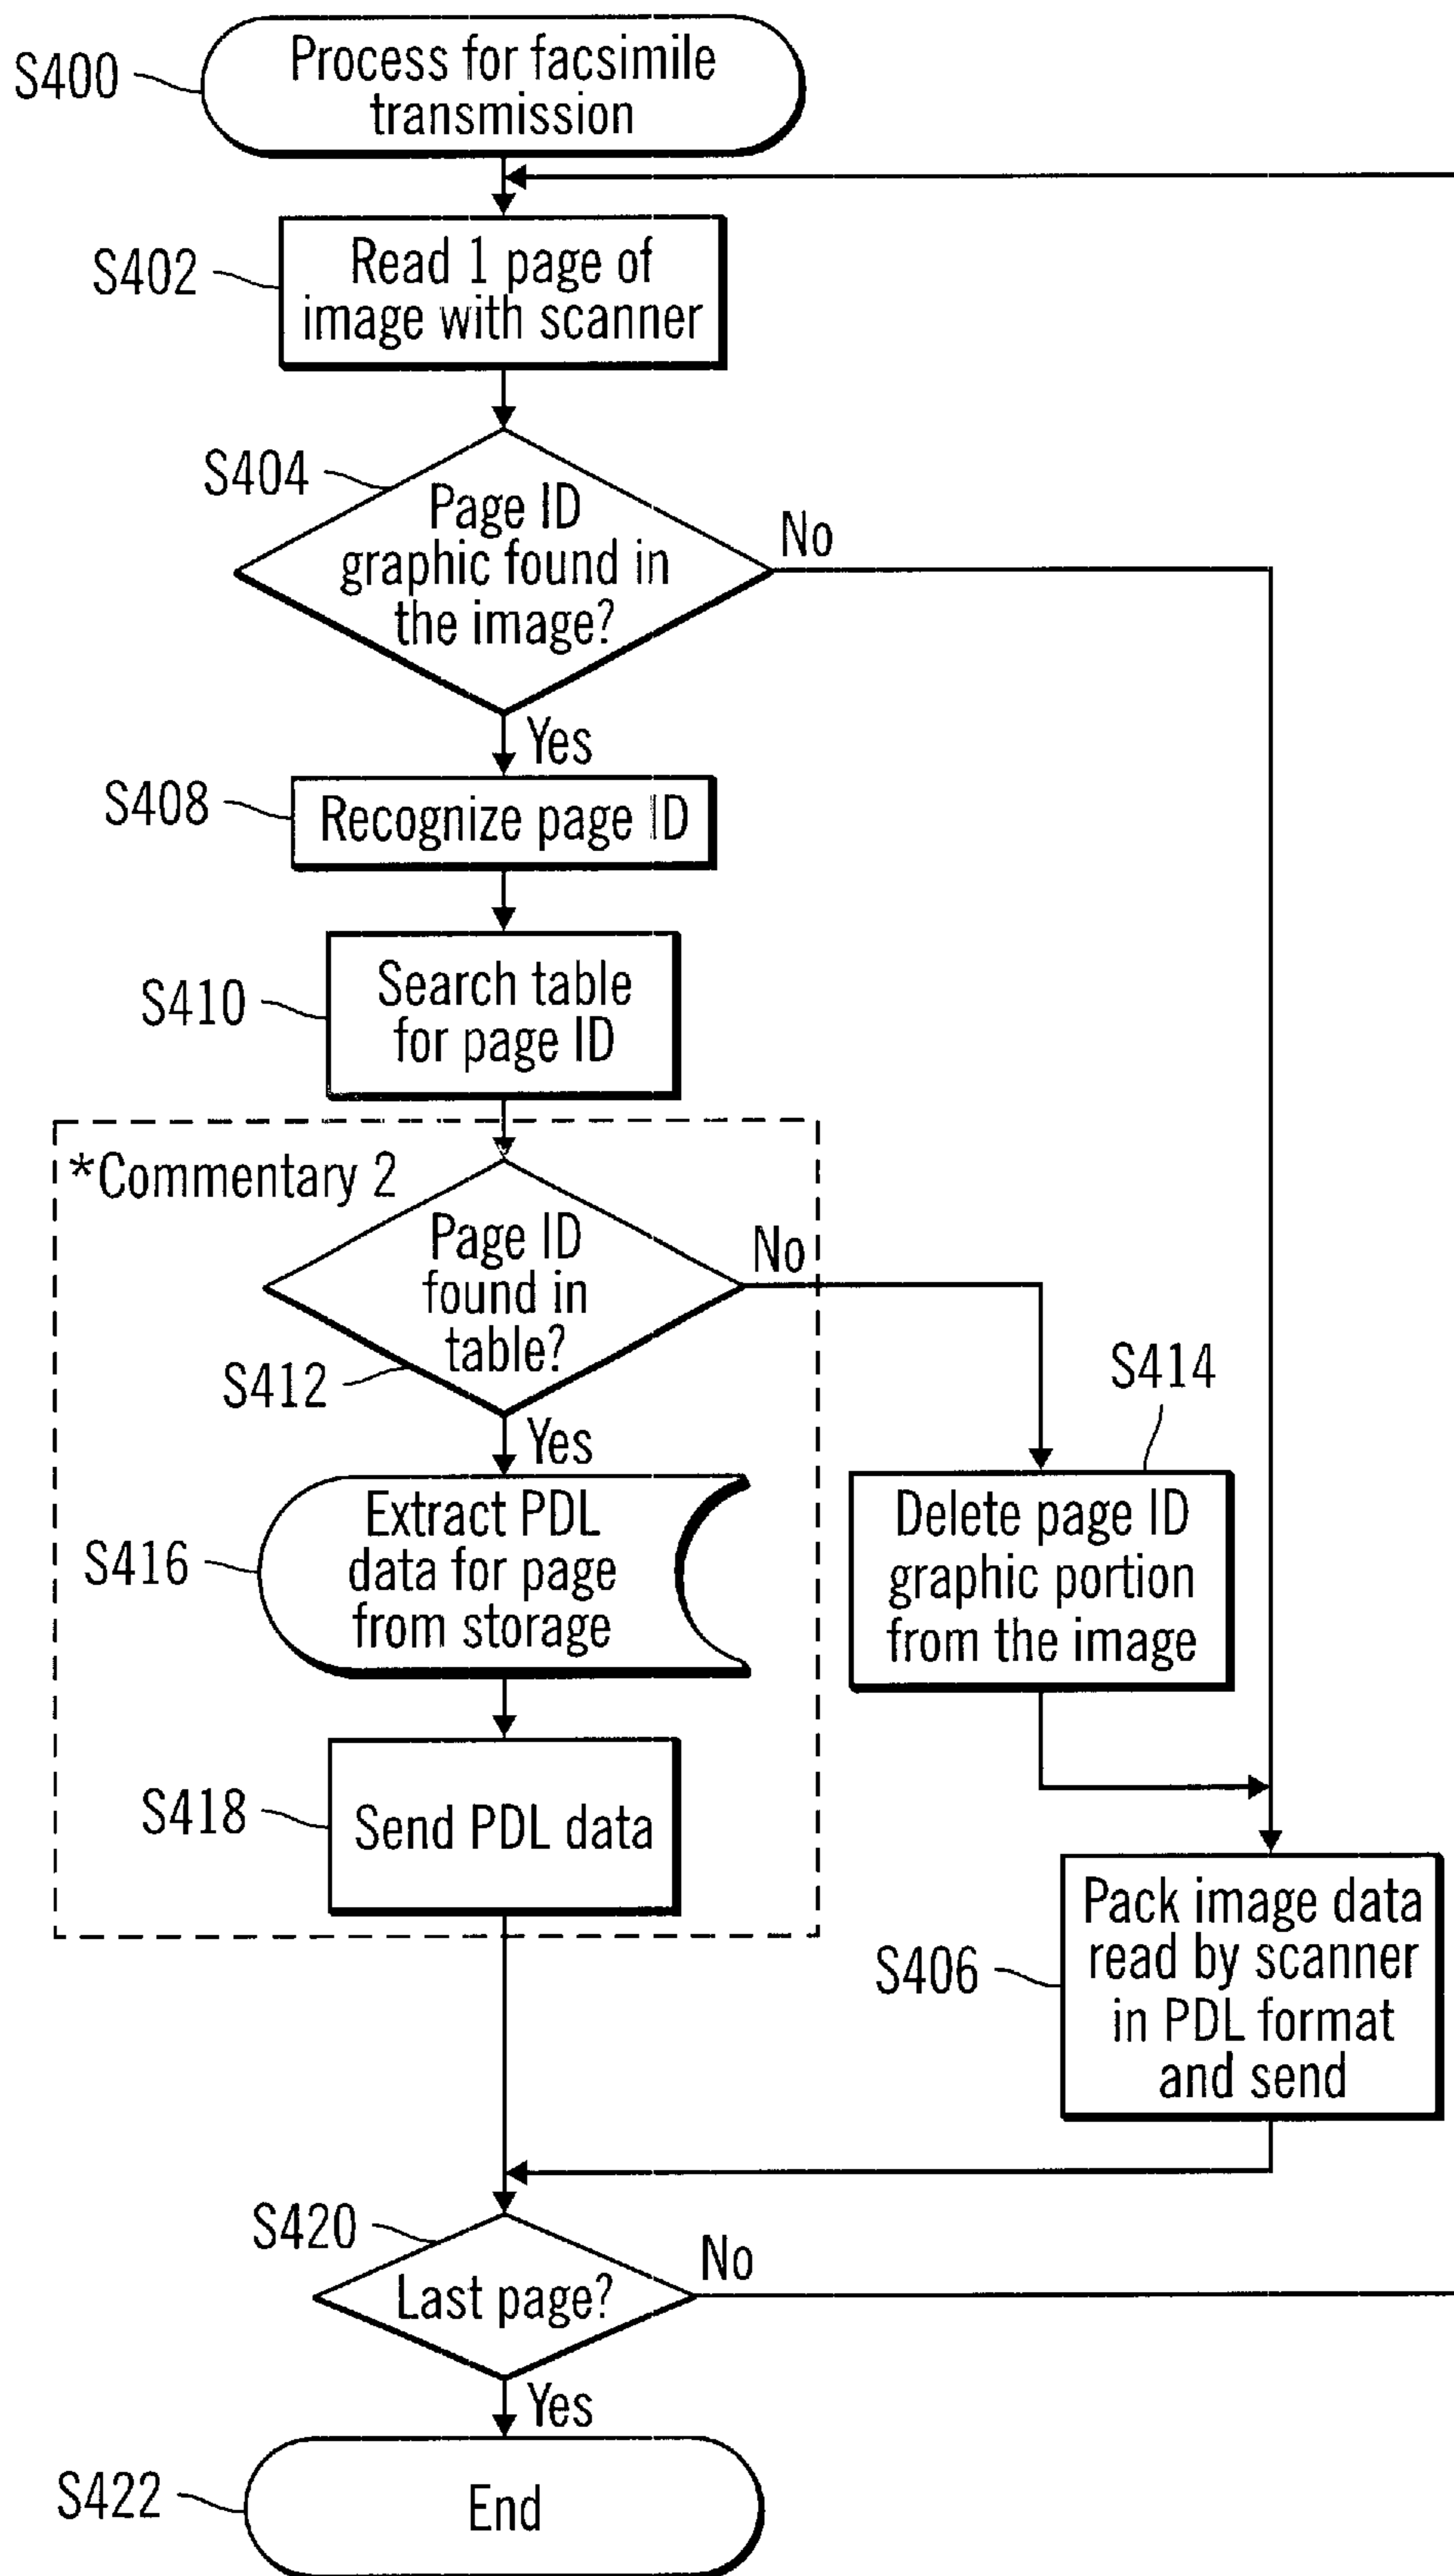 S400
Process for facsimile
transmission
S402
Read 1 page of
image with scanner
S404
Page ID
graphic found in
the image?
No
Yes
S408
Recognize page ID
S410
Search table
for page ID
*Commentary 2
Page ID
found in
table?
No
S412
Yes
S414
Delete page ID
graphic portion
from the image
S416
Extract PDL
data for page
from storage
S418
Send PDL data
S406
Pack image data
read by scanner
in PDL format
and send
S420
Last page?
No
Yes
S422
End